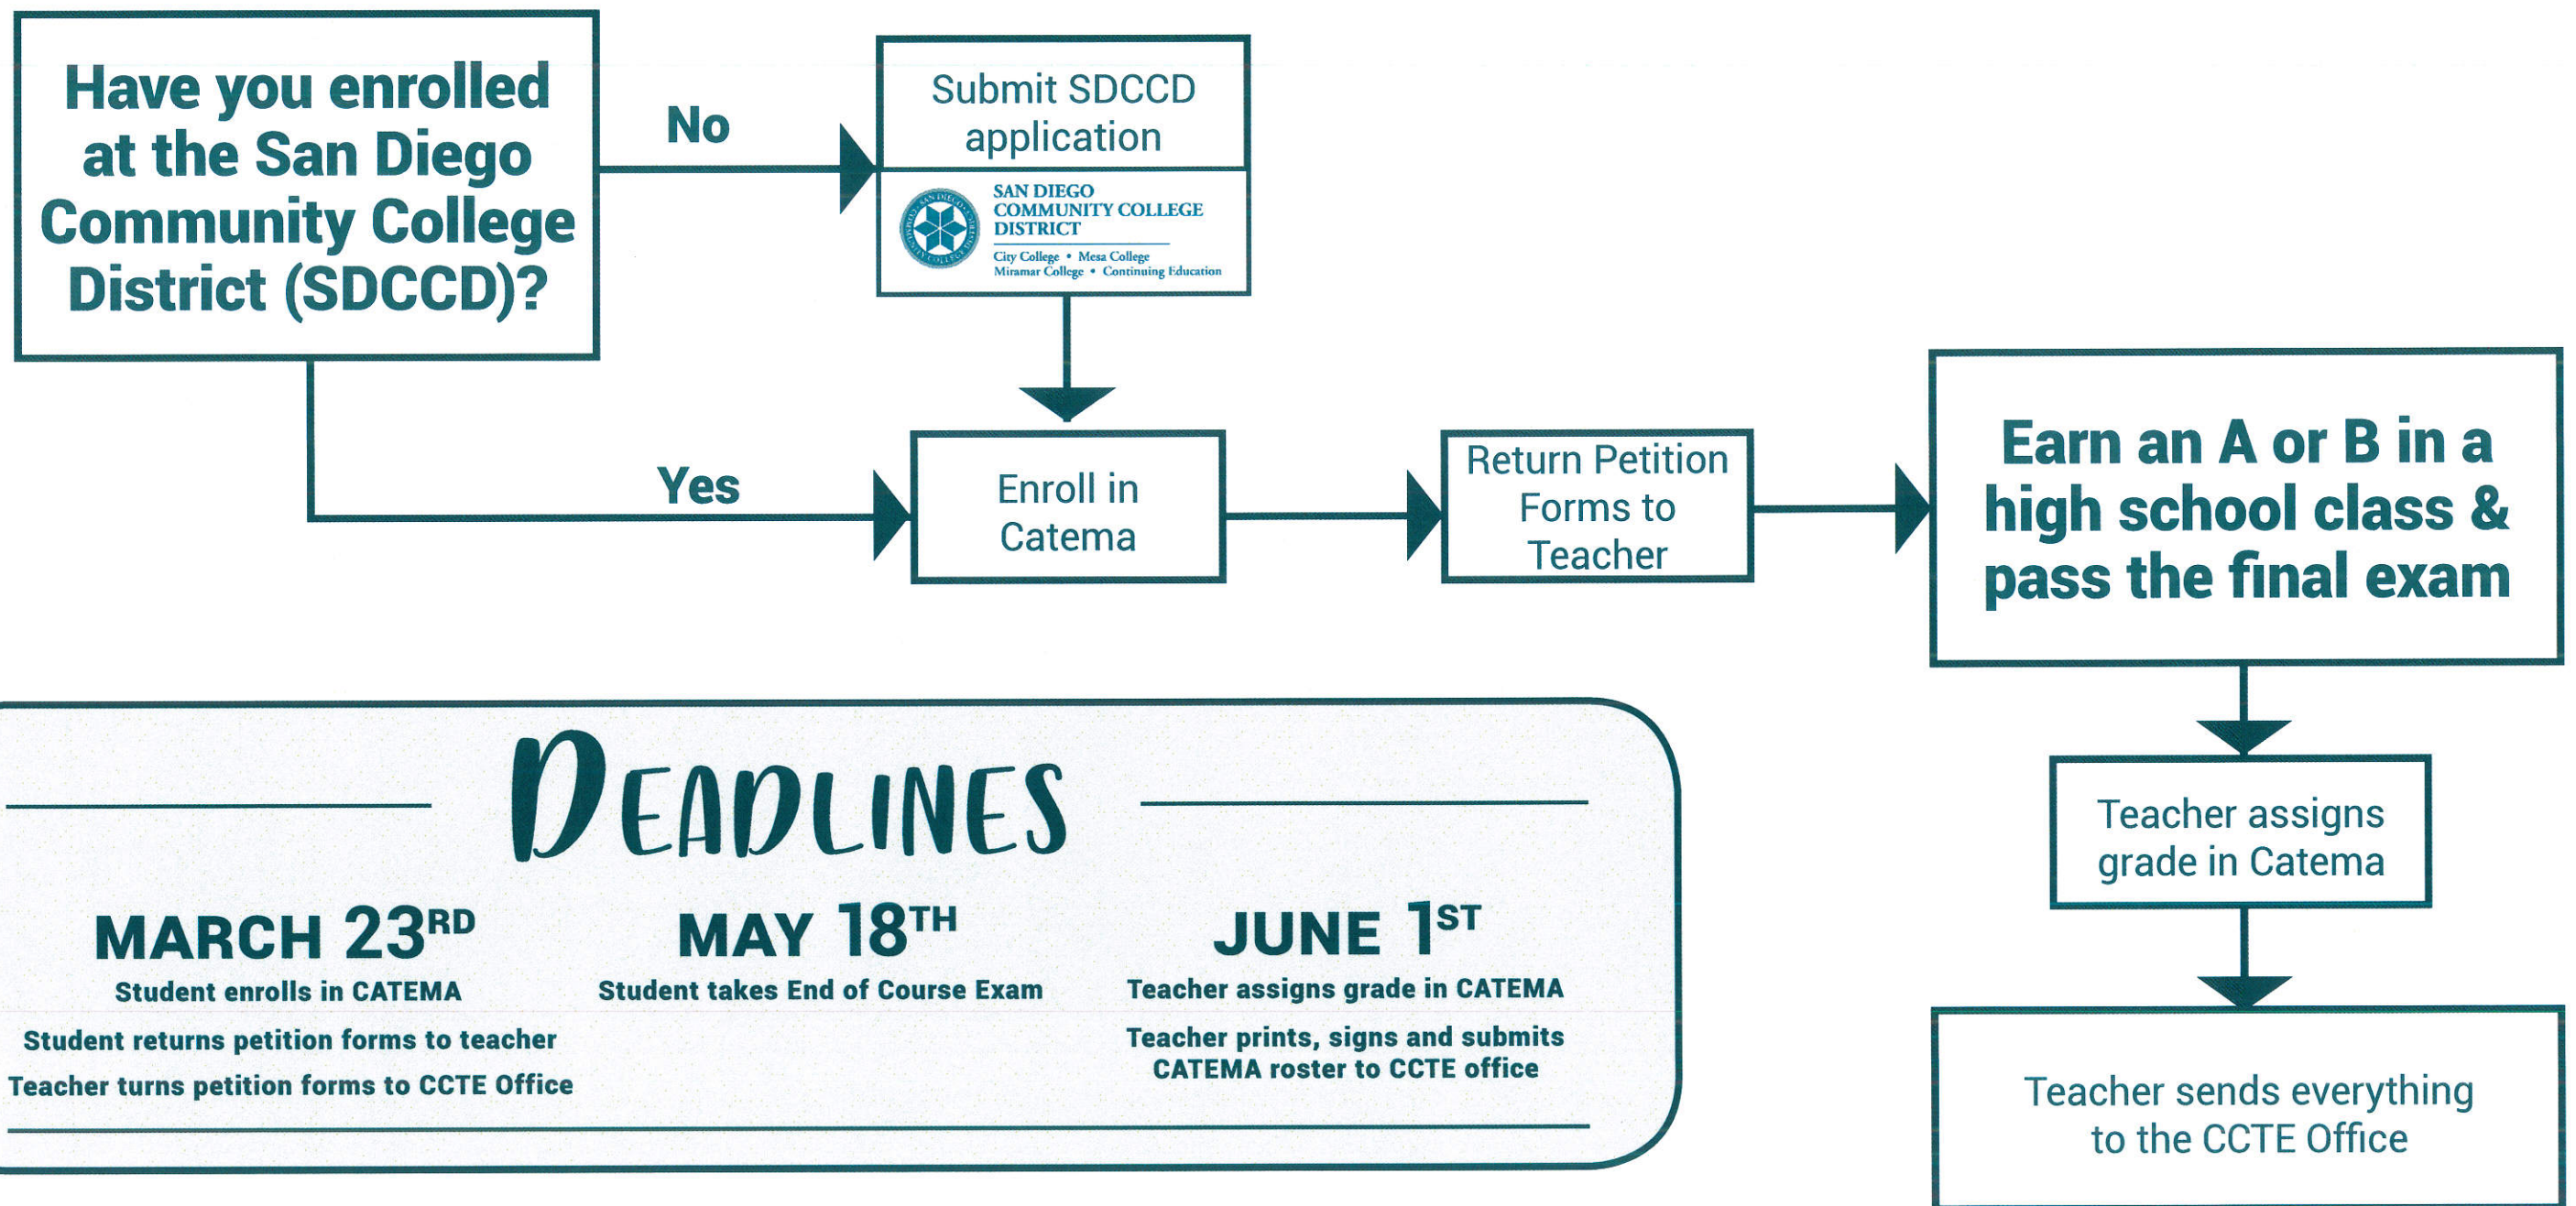 Have you enrolled
at the San Diego
Community College
District (SDCCD)?
No
Submit SDCCD
application
SAN DIEGO
COMMUNITY COLLEGE
DISTRICT
City College • Mesa College
Miramar College • Continuing Education
Yes
Enroll in
Catema
Return Petition
Forms to
Teacher
Earn an A or B in a
high school class &
pass the final exam
Teacher assigns
grade in Catema
Teacher sends everything
to the CCTE Office
DEADLINES
MARCH 23RD
Student enrolls in CATEMA
Student returns petition forms to teacher
Teacher turns petition forms to CCTE Office
MAY 18TH
Student takes End of Course Exam
JUNE 1ST
Teacher assigns grade in CATEMA
Teacher prints, signs and submits
CATEMA roster to CCTE office